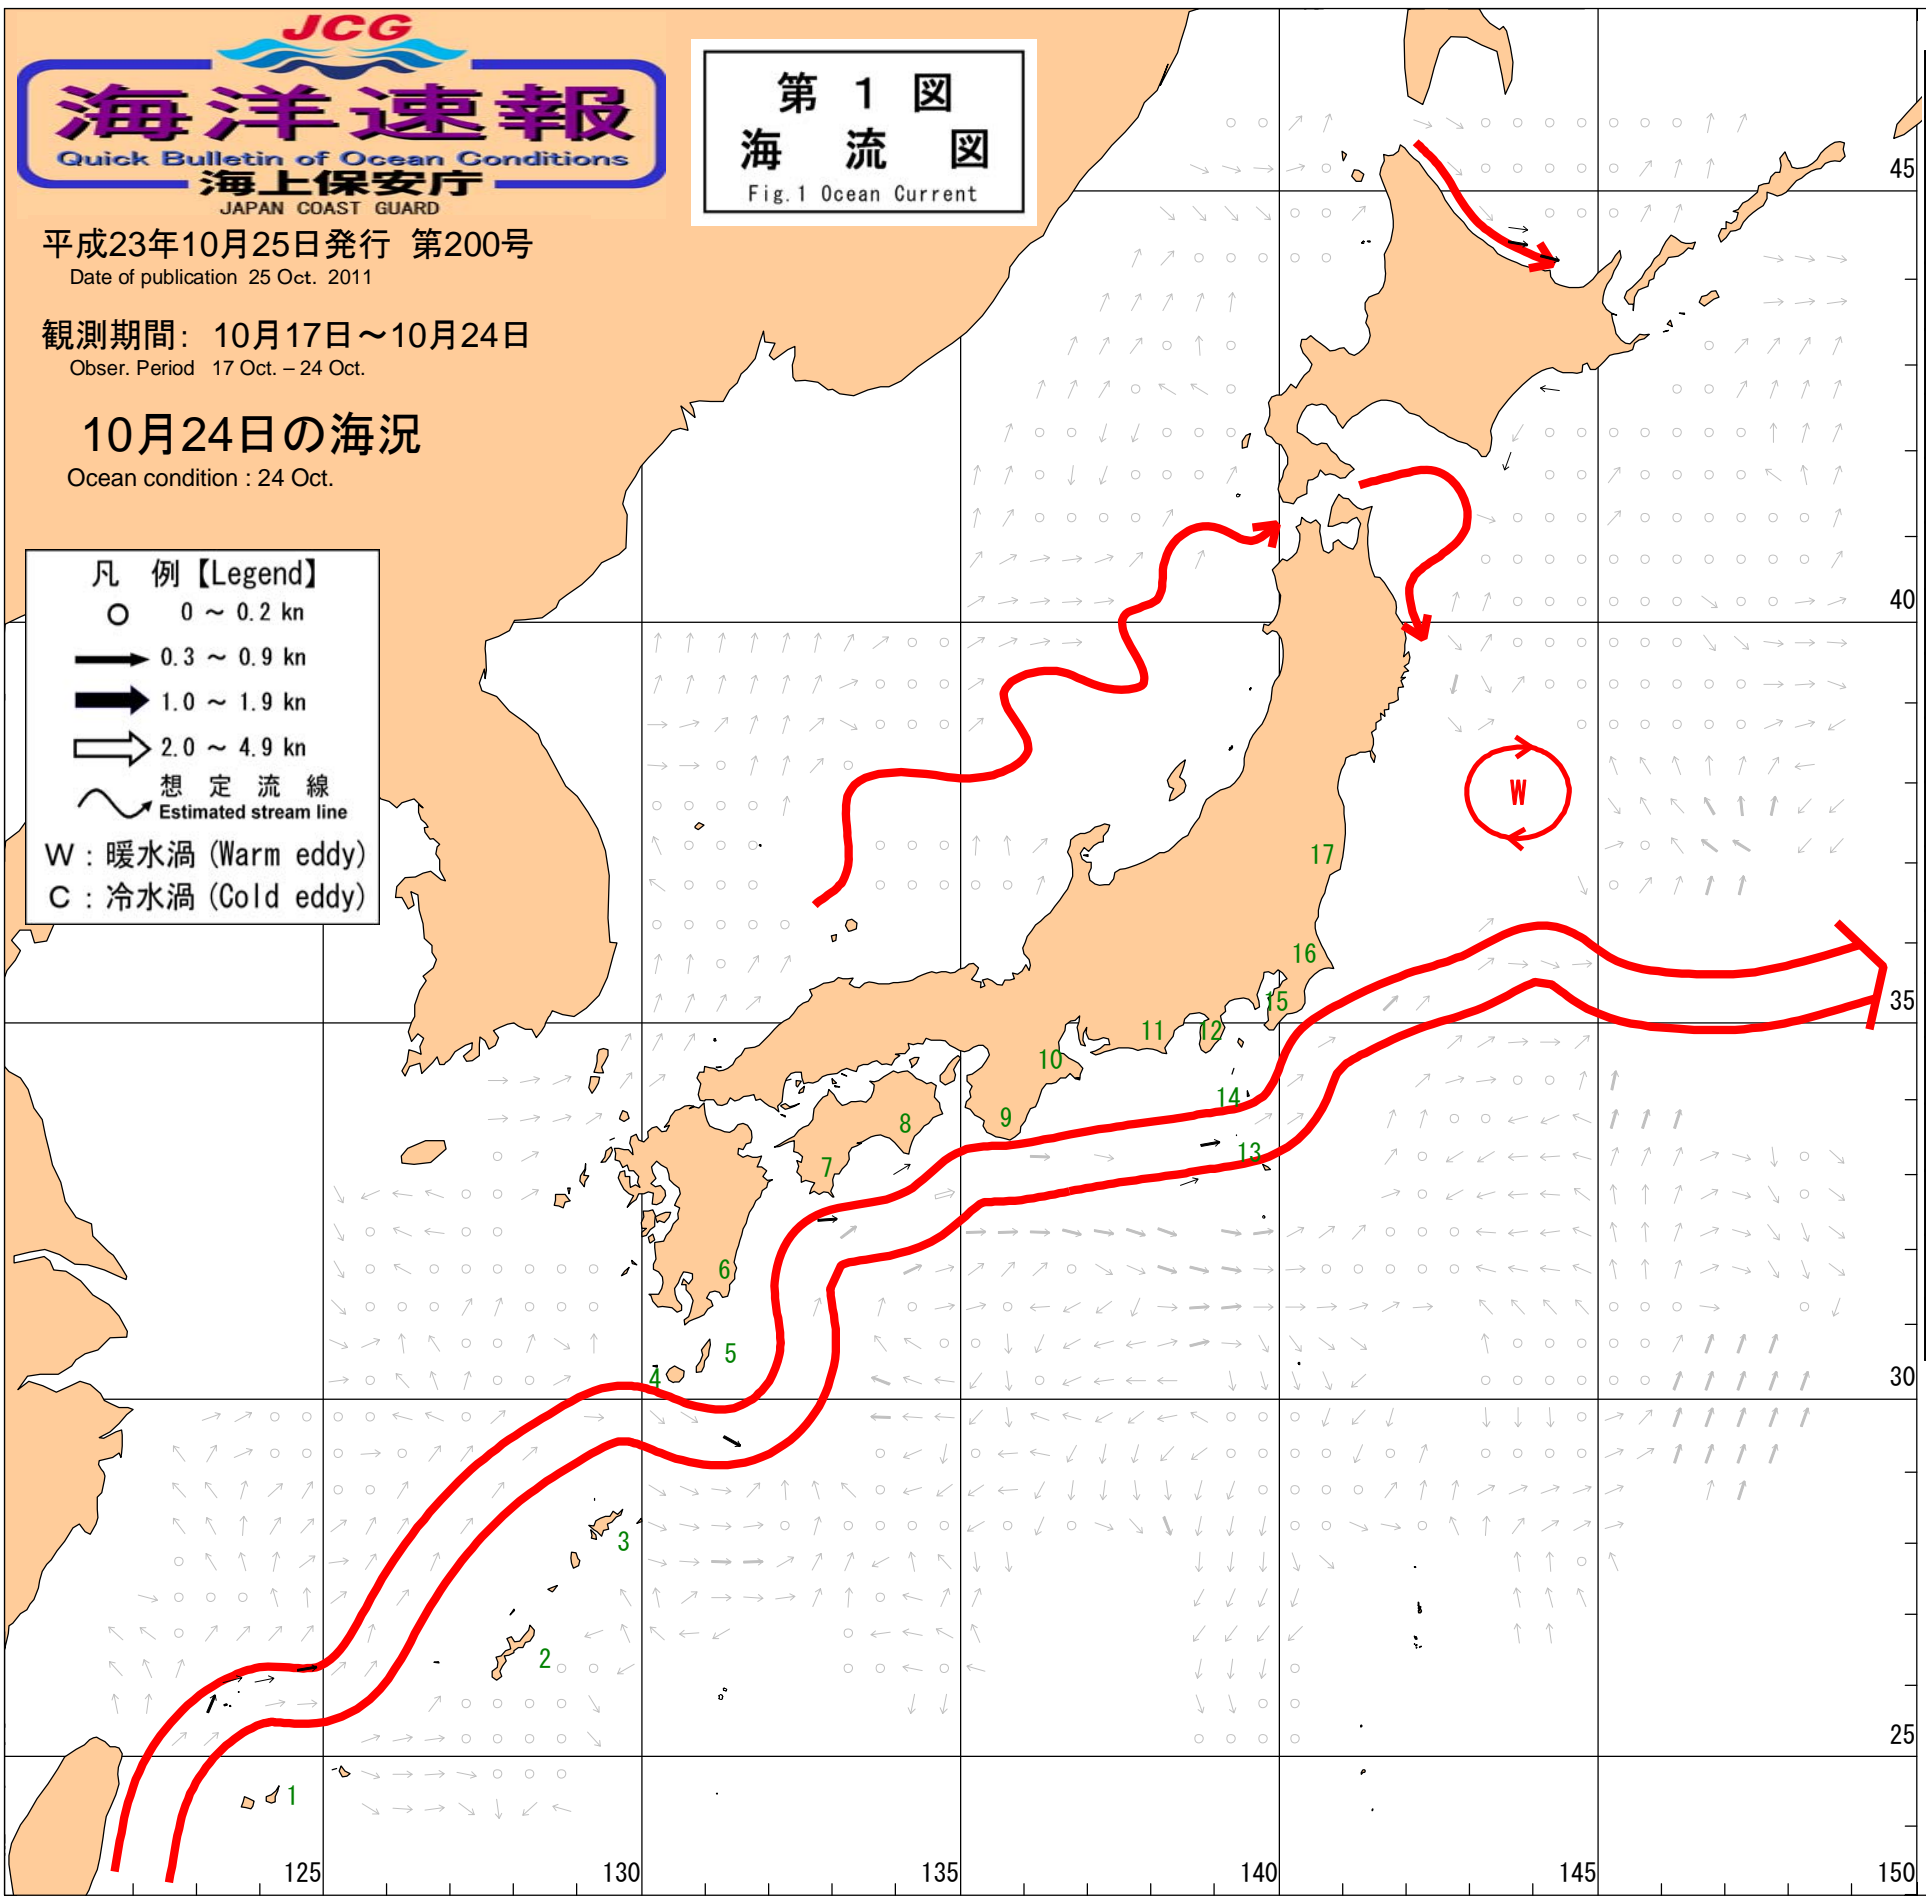 JCG
海洋速報
Quick Bulletin of Ocean Conditions
海上保安庁
JAPAN COAST GUARD
平成23年10月25日発行 第200号
Date of publication 25 Oct. 2011
観測期間: 10月17日～10月24日
Obser. Period 17 Oct. – 24 Oct.
10月24日の海況
Ocean condition : 24 Oct.
第 1 図
海 流 図
Fig.1 Ocean Current
凡 例【Legend】
0 ～ 0.2 kn
0.3 ～ 0.9 kn
1.0 ～ 1.9 kn
2.0 ～ 4.9 kn
想 定 流 線
Estimated stream line
W : 暖水渦 (Warm eddy)
C : 冷水渦 (Cold eddy)
45
40
W
17
16
35
15
12
11
10
14
9
8
13
7
6
5
4
30
3
2
25
1
125
130
135
140
145
150